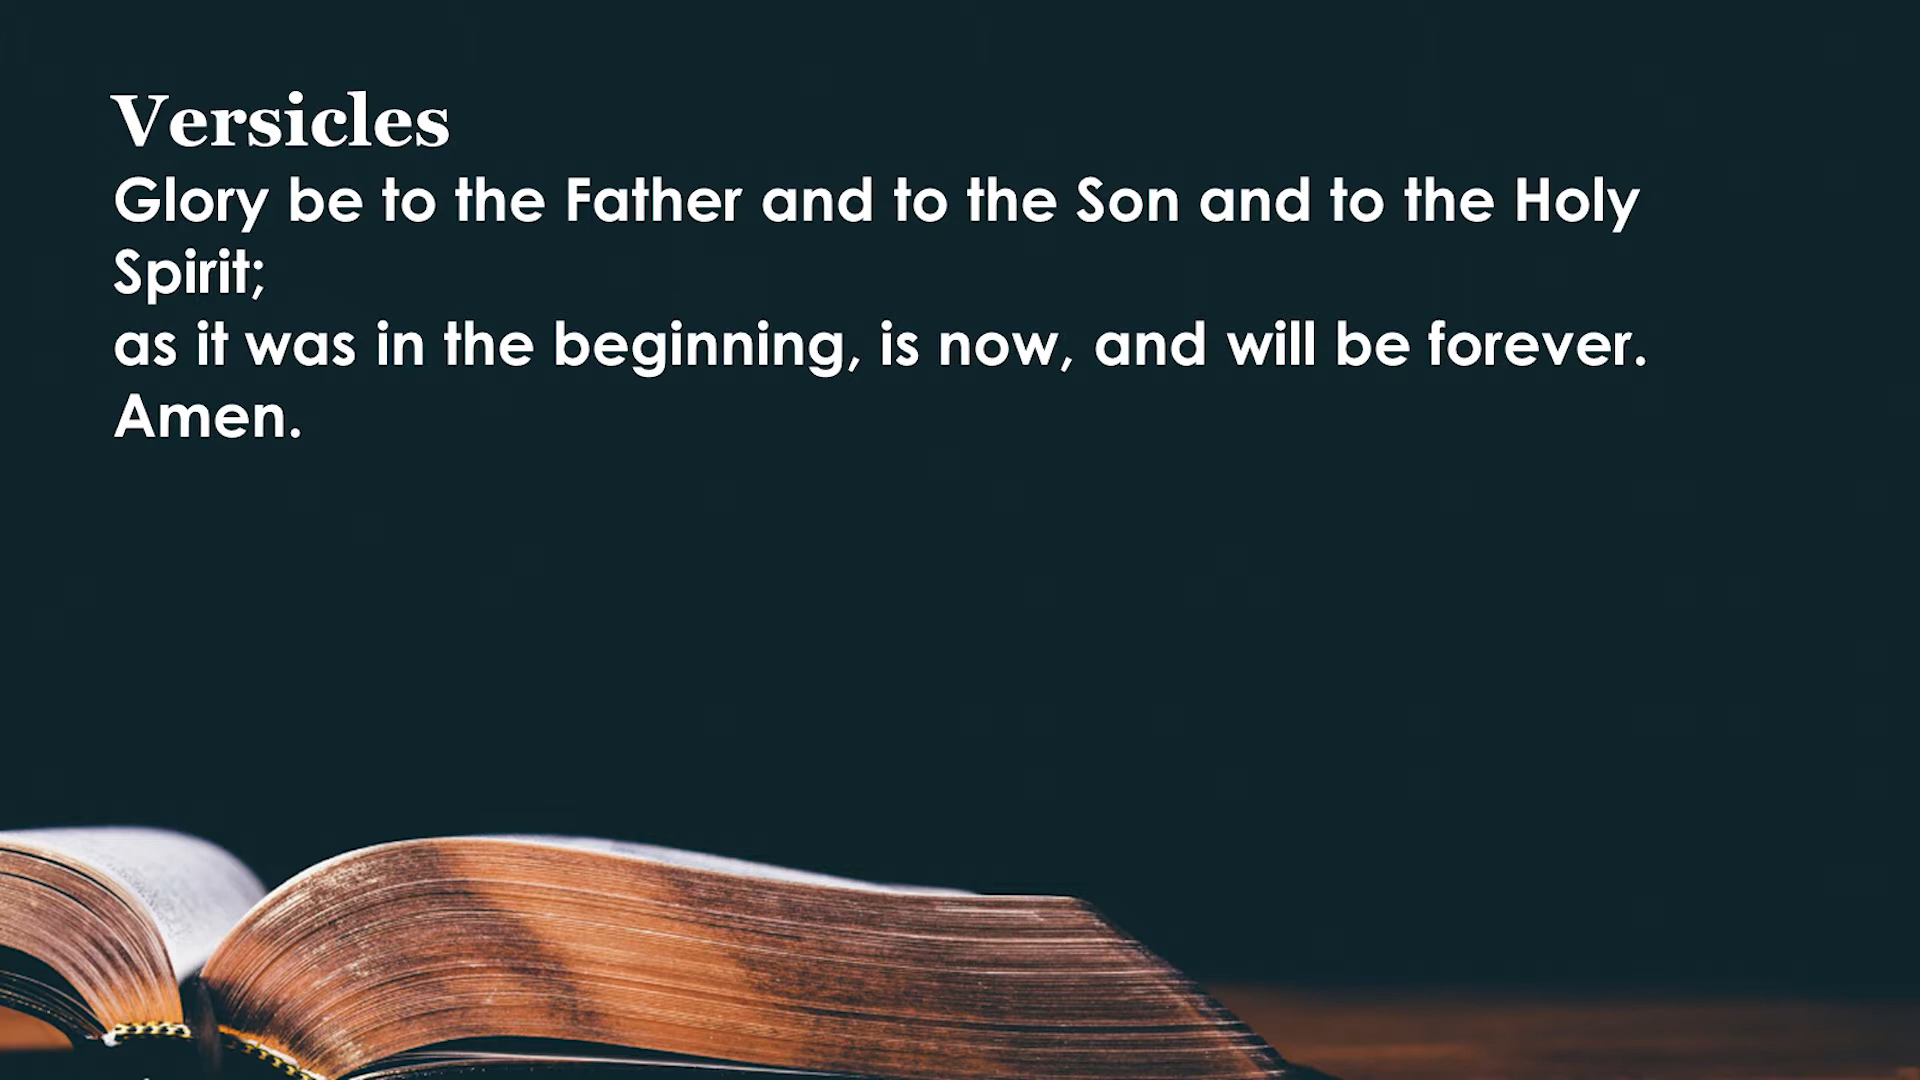 Versicles
Glory be to the Father and to the Son and to the Holy
Spirit;
as it was in the beginning, is now, and will be forever.
Amen.